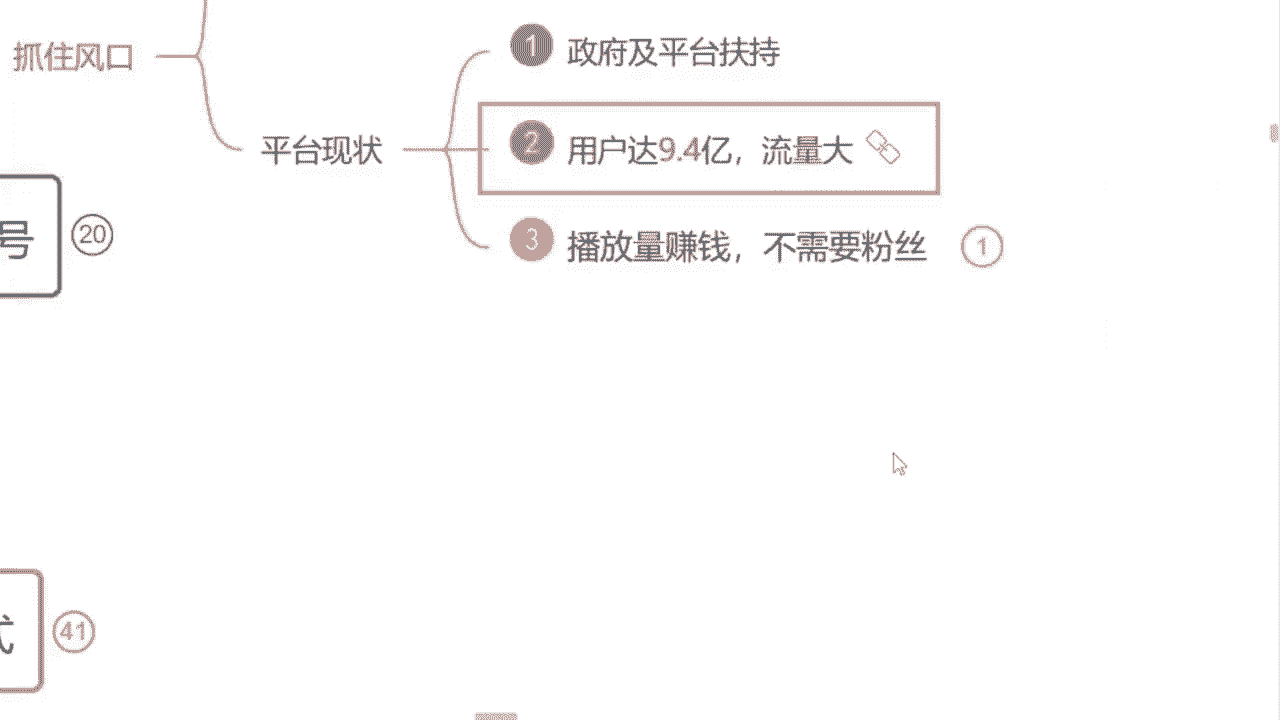 抓住风口
1 政府及平台扶持
平台现状
2 用户达9.4亿，流量大
号
20
3 播放量赚钱，不需要粉丝
1
41